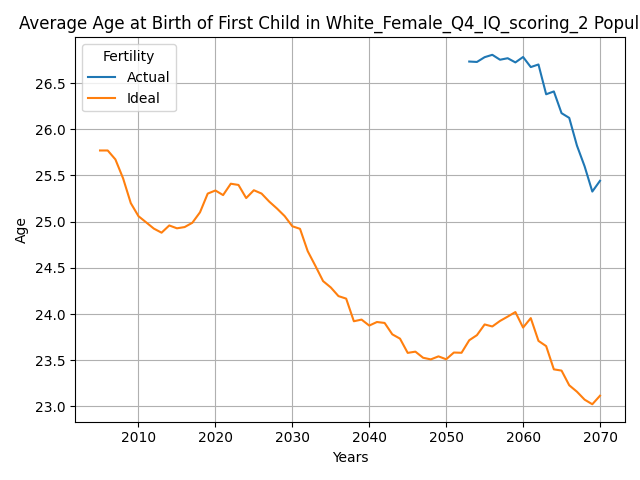 Average Age at Birth of First Child in White_Female_Q4_IQ_scoring_2 Popul
Fertility
Actual
Ideal
26.5
26.0
25.5
25.0
24.5
24.0
23.5
23.0
Age
2010 2020 2030 2040 2050 2060 2070
Years